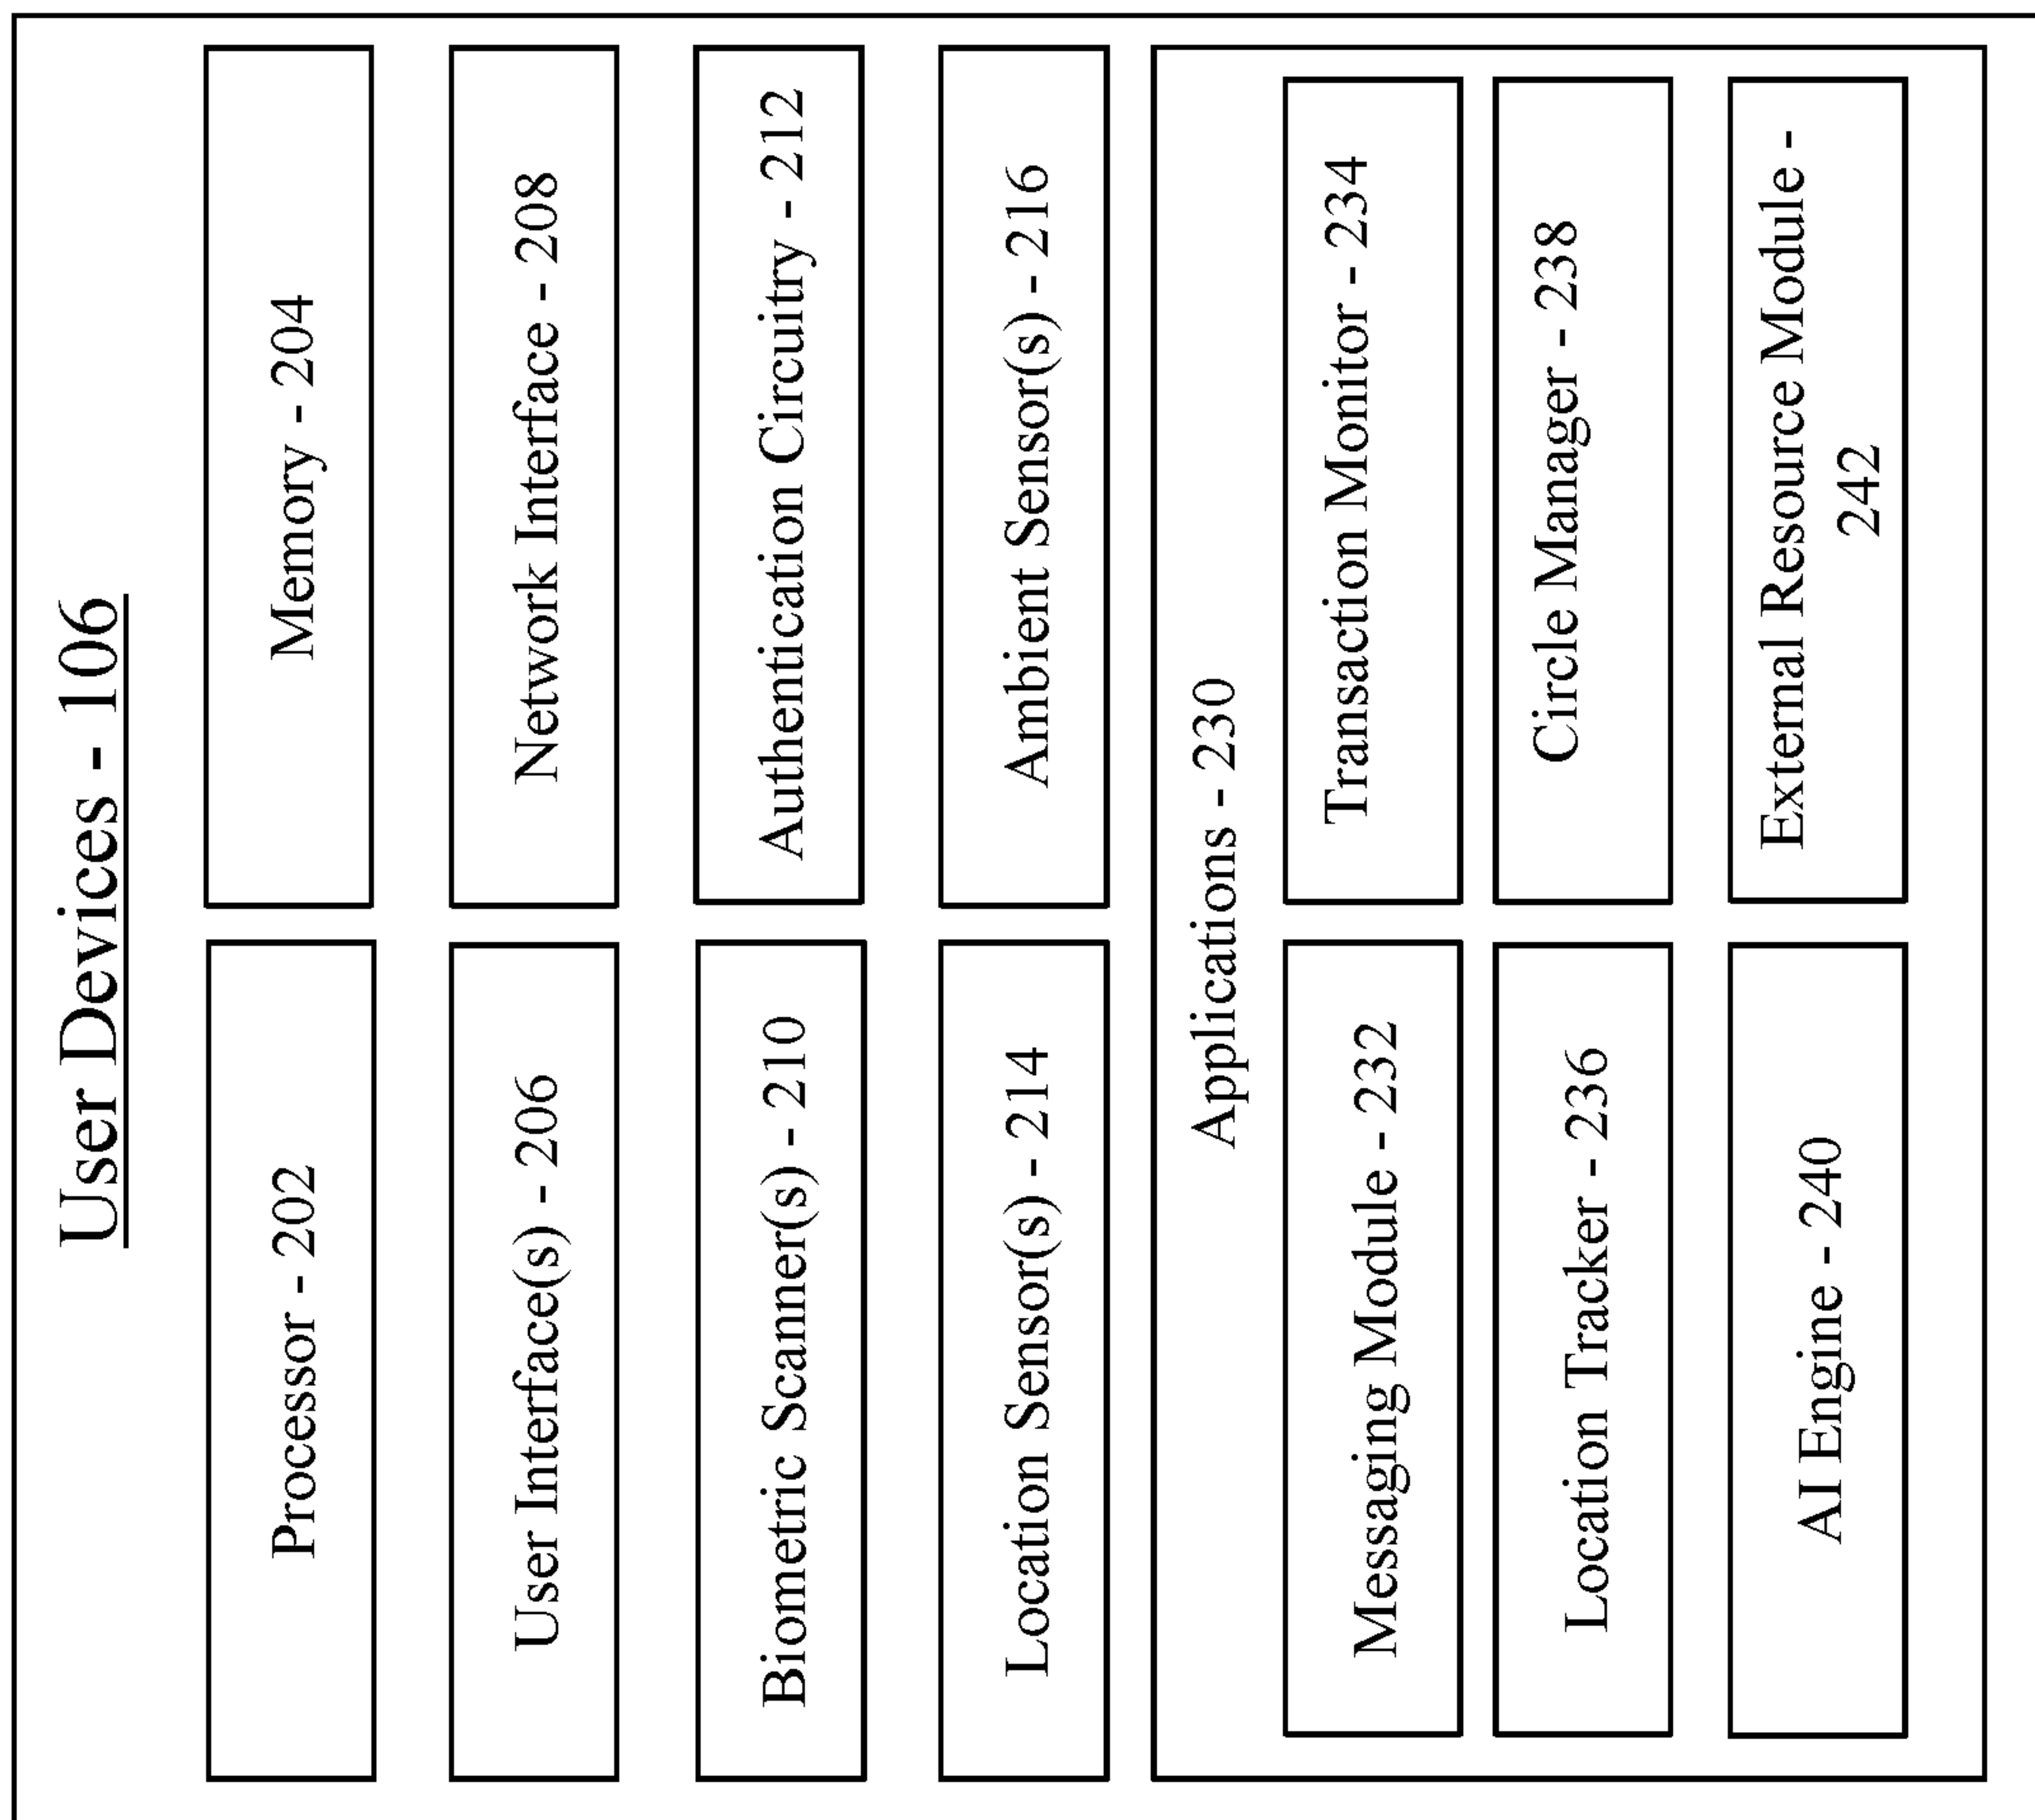 User Devices - 106
Processor - 202
Memory - 204
User Interface(s) - 206
Network Interface - 208
Biometric Scanner(s) - 210
Authentication Circuitry - 212
Location Sensor(s) - 214
Ambient Sensor(s) - 216
Applications - 230
Messaging Module - 232
Transaction Monitor - 234
Location Tracker - 236
Circle Manager - 238
AI Engine - 240
External Resource Module -
242